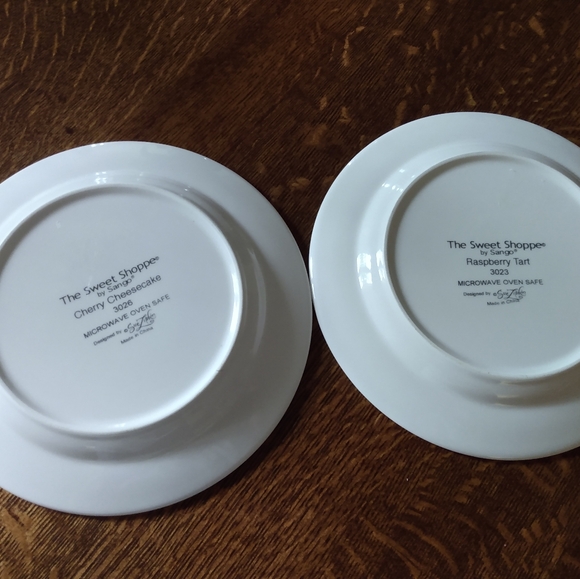 The Sweet Shoppe®
by Sango®
Cherry Cheesecake
3026
MICROWAVE OVEN SAFE
Designed by
Made in China
The Sweet Shoppe®
by Sango®
Raspberry Tart
3023
MICROWAVE OVEN SAFE
Designed by
Made in China